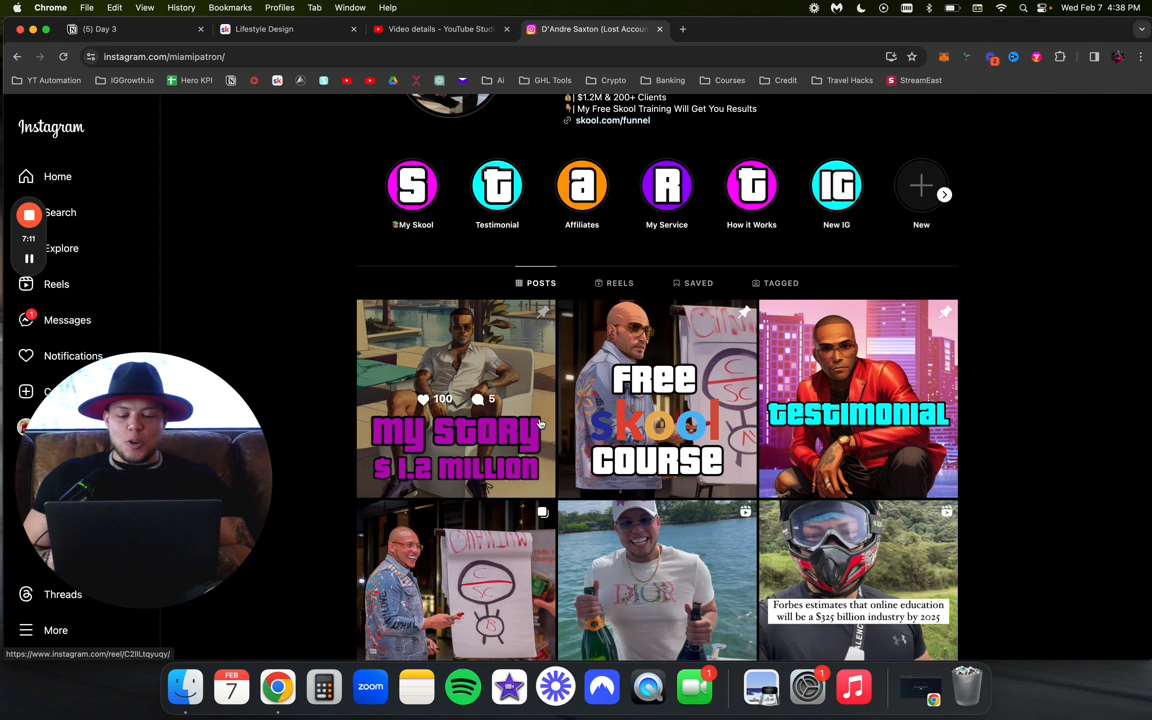 Chrome File Edit View History Bookmarks Profiles Tab Window Help Wed Feb 7 4:38 PM
(5) Day 3
Lifestyle Design
Video details - YouTube Stud
D'Andre Saxton (Lost Accoun
instagram.com/miamipatron/
YT Automation
IGGrowth.io
Hero KPI
Ai
GHL Tools
Crypto
Banking
Courses
Credit
Travel Hacks
StreamEast
Instagram
Home
Search
7:11
Explore
Reels
Messages
1
Notifications
Threads
More
$1.2M & 200+ Clients
My Free Skool Training Will Get You Results
skool.com/funnel
S
t
a
R
t
IG
My Skool
Testimonial
Affiliates
My Service
How it Works
New IG
New
POSTS
REELS
SAVED
TAGGED
100 5
MY STORY
$ 1.2 MILLION
FREE
skool
COURSE
testimonial
DIOR
Forbes estimates that online education
will be a $325 billion industry by 2025
https://www.instagram.com/reel/C2llLtqyuqy/
FEB
7
zoom
1
1